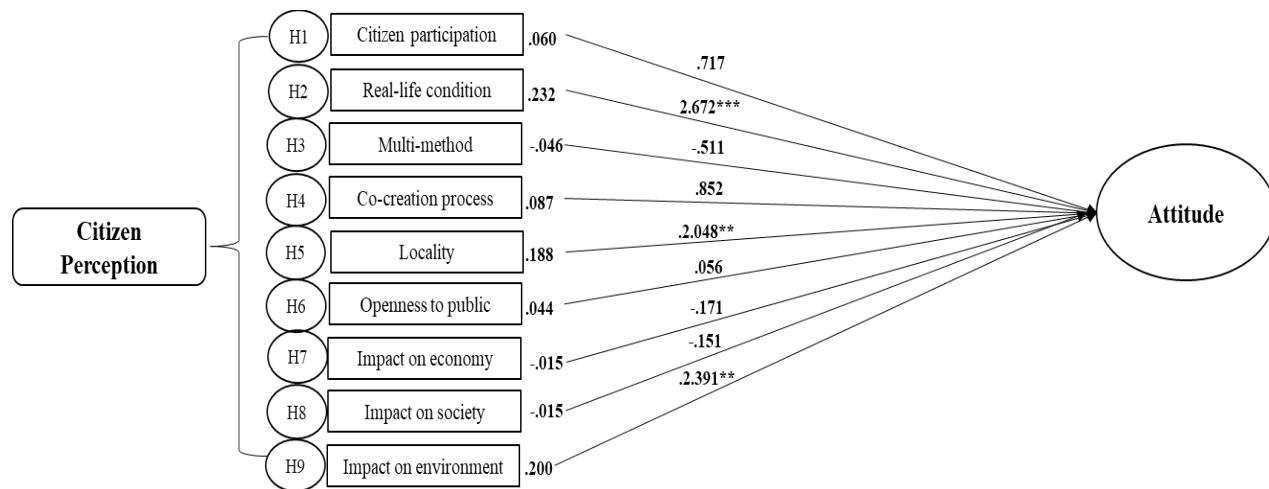 H1 Citizen participation .060
.717
H2 Real-life condition .232
2.672***
H3 Multi-method -.046
-.511
H4 Co-creation process .087
.852
Citizen
Perception
H5 Locality .188
.2.048**
Attitude
H6 Openness to public .044
.056
H7 Impact on economy -.015
-.171
H8 Impact on society -.015
-.151
H9 Impact on environment .200
.2.391**